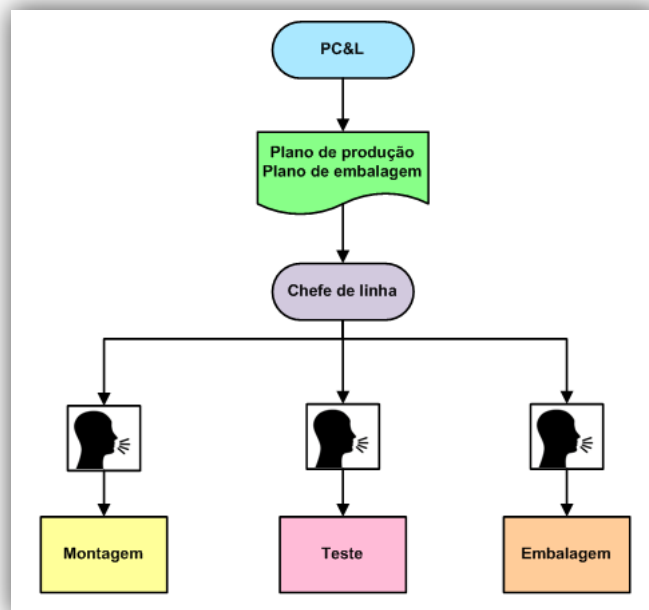 PC&L
Plano de produção
Plano de embalagem
Chefe de linha
Montagem
Teste
Embalagem